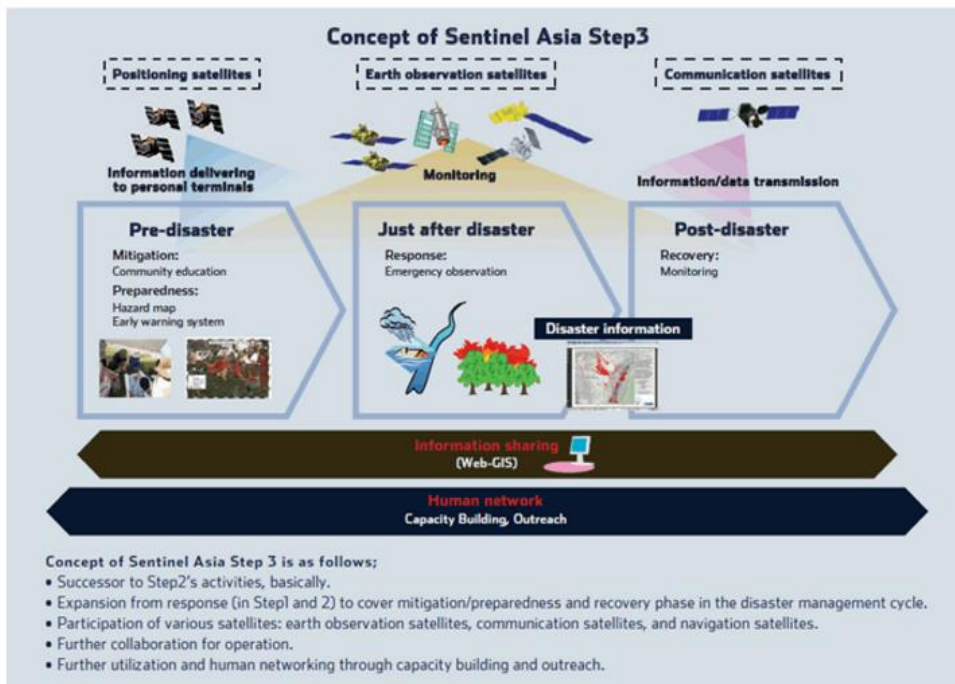 Concept of Sentinel Asia Step3
Positioning satellites
Earth observation satellites
Communication satellites
Information delivering
to personal terminals
Monitoring
Information/data transmission
Pre-disaster
Mitigation:
Community education
Preparedness:
Hazard map
Early warning system
Just after disaster
Response:
Emergency observation
Post-disaster
Recovery:
Monitoring
Disaster information
Information sharing
(Web-GIS)
Human network
Capacity Building, Outreach
Concept of Sentinel Asia Step 3 is as follows;
• Successor to Step2's activities, basically.
• Expansion from response (in Step1 and 2) to cover mitigation/preparedness and recovery phase in the disaster management cycle.
• Participation of various satellites: earth observation satellites, communication satellites, and navigation satellites.
• Further collaboration for operation.
• Further utilization and human networking through capacity building and outreach.